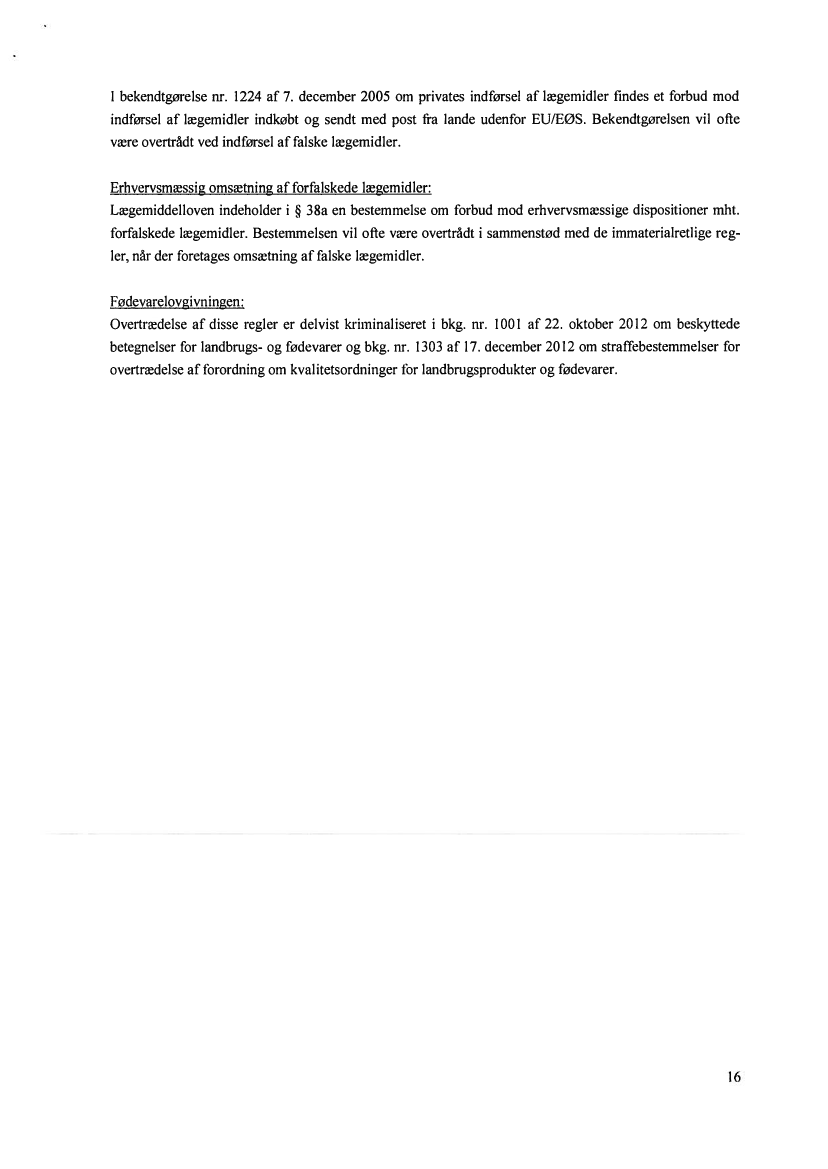 I bekendtgørelse nr. 1224 af 7. december 2005 om privates indførsel af lægemidler findes et forbud mod
indførsel af lægemidler indkøbt og sendt med post fra lande udenfor EU/EØS. Bekendtgørelsen vil ofte
være overtrådt ved indførsel af falske lægemidler.
Erhvervsmæssig omsætning af forfalskede lægemidler:
Lægemiddelloven indeholder i § 38a en bestemmelse om forbud mod erhvervsmæssige dispositioner mht.
forfalskede lægemidler. Bestemmelsen vil ofte være overtrådt i sammenstød med de immaterialretlige reg-
ler, når der foretages omsætning af falske lægemidler.
Fødevarelovgivningen:
Overtrædelse af disse regler er delvist kriminaliseret i bkg. nr. 1001 af 22. oktober 2012 om beskyttede
betegnelser for landbrugs- og fødevarer og bkg. nr. 1303 af 17. december 2012 om straffebestemmelser for
overtrædelse af forordning om kvalitetsordninger for landbrugsprodukter og fødevarer.
16